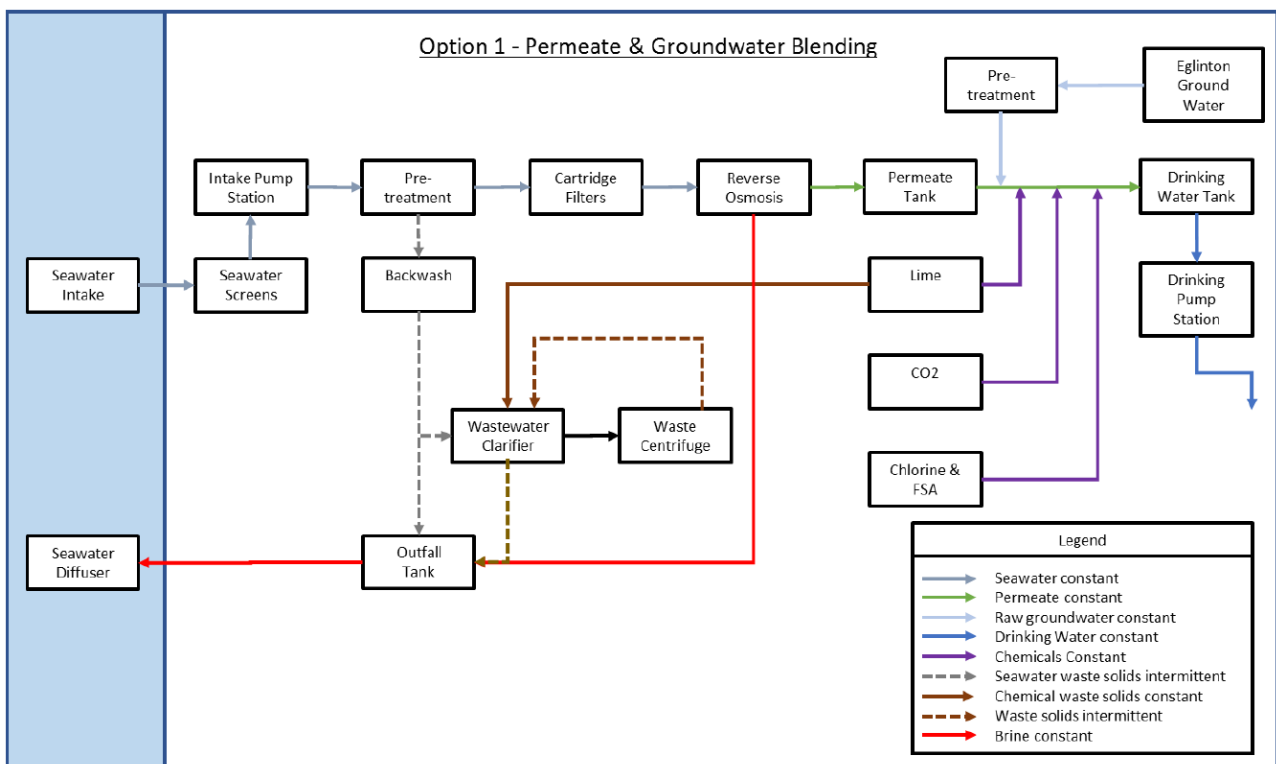 Option 1 - Permeate & Groundwater Blending
Pre-
treatment
Eglinton
Ground
Water
Intake Pump
Station
Pre-
treatment
Cartridge
Filters
Reverse
Osmosis
Permeate
Tank
Drinking
Water Tank
Seawater
Intake
Seawater
Screens
Backwash
Lime
Drinking
Pump
Station
CO2
Wastewater
Clarifier
Waste
Centrifuge
Chlorine &
FSA
Seawater
Diffuser
Outfall
Tank
Legend
Seawater constant
Permeate constant
Raw groundwater constant
Drinking Water constant
Chemicals Constant
Seawater waste solids intermittent
Chemical waste solids constant
Waste solids intermittent
Brine constant